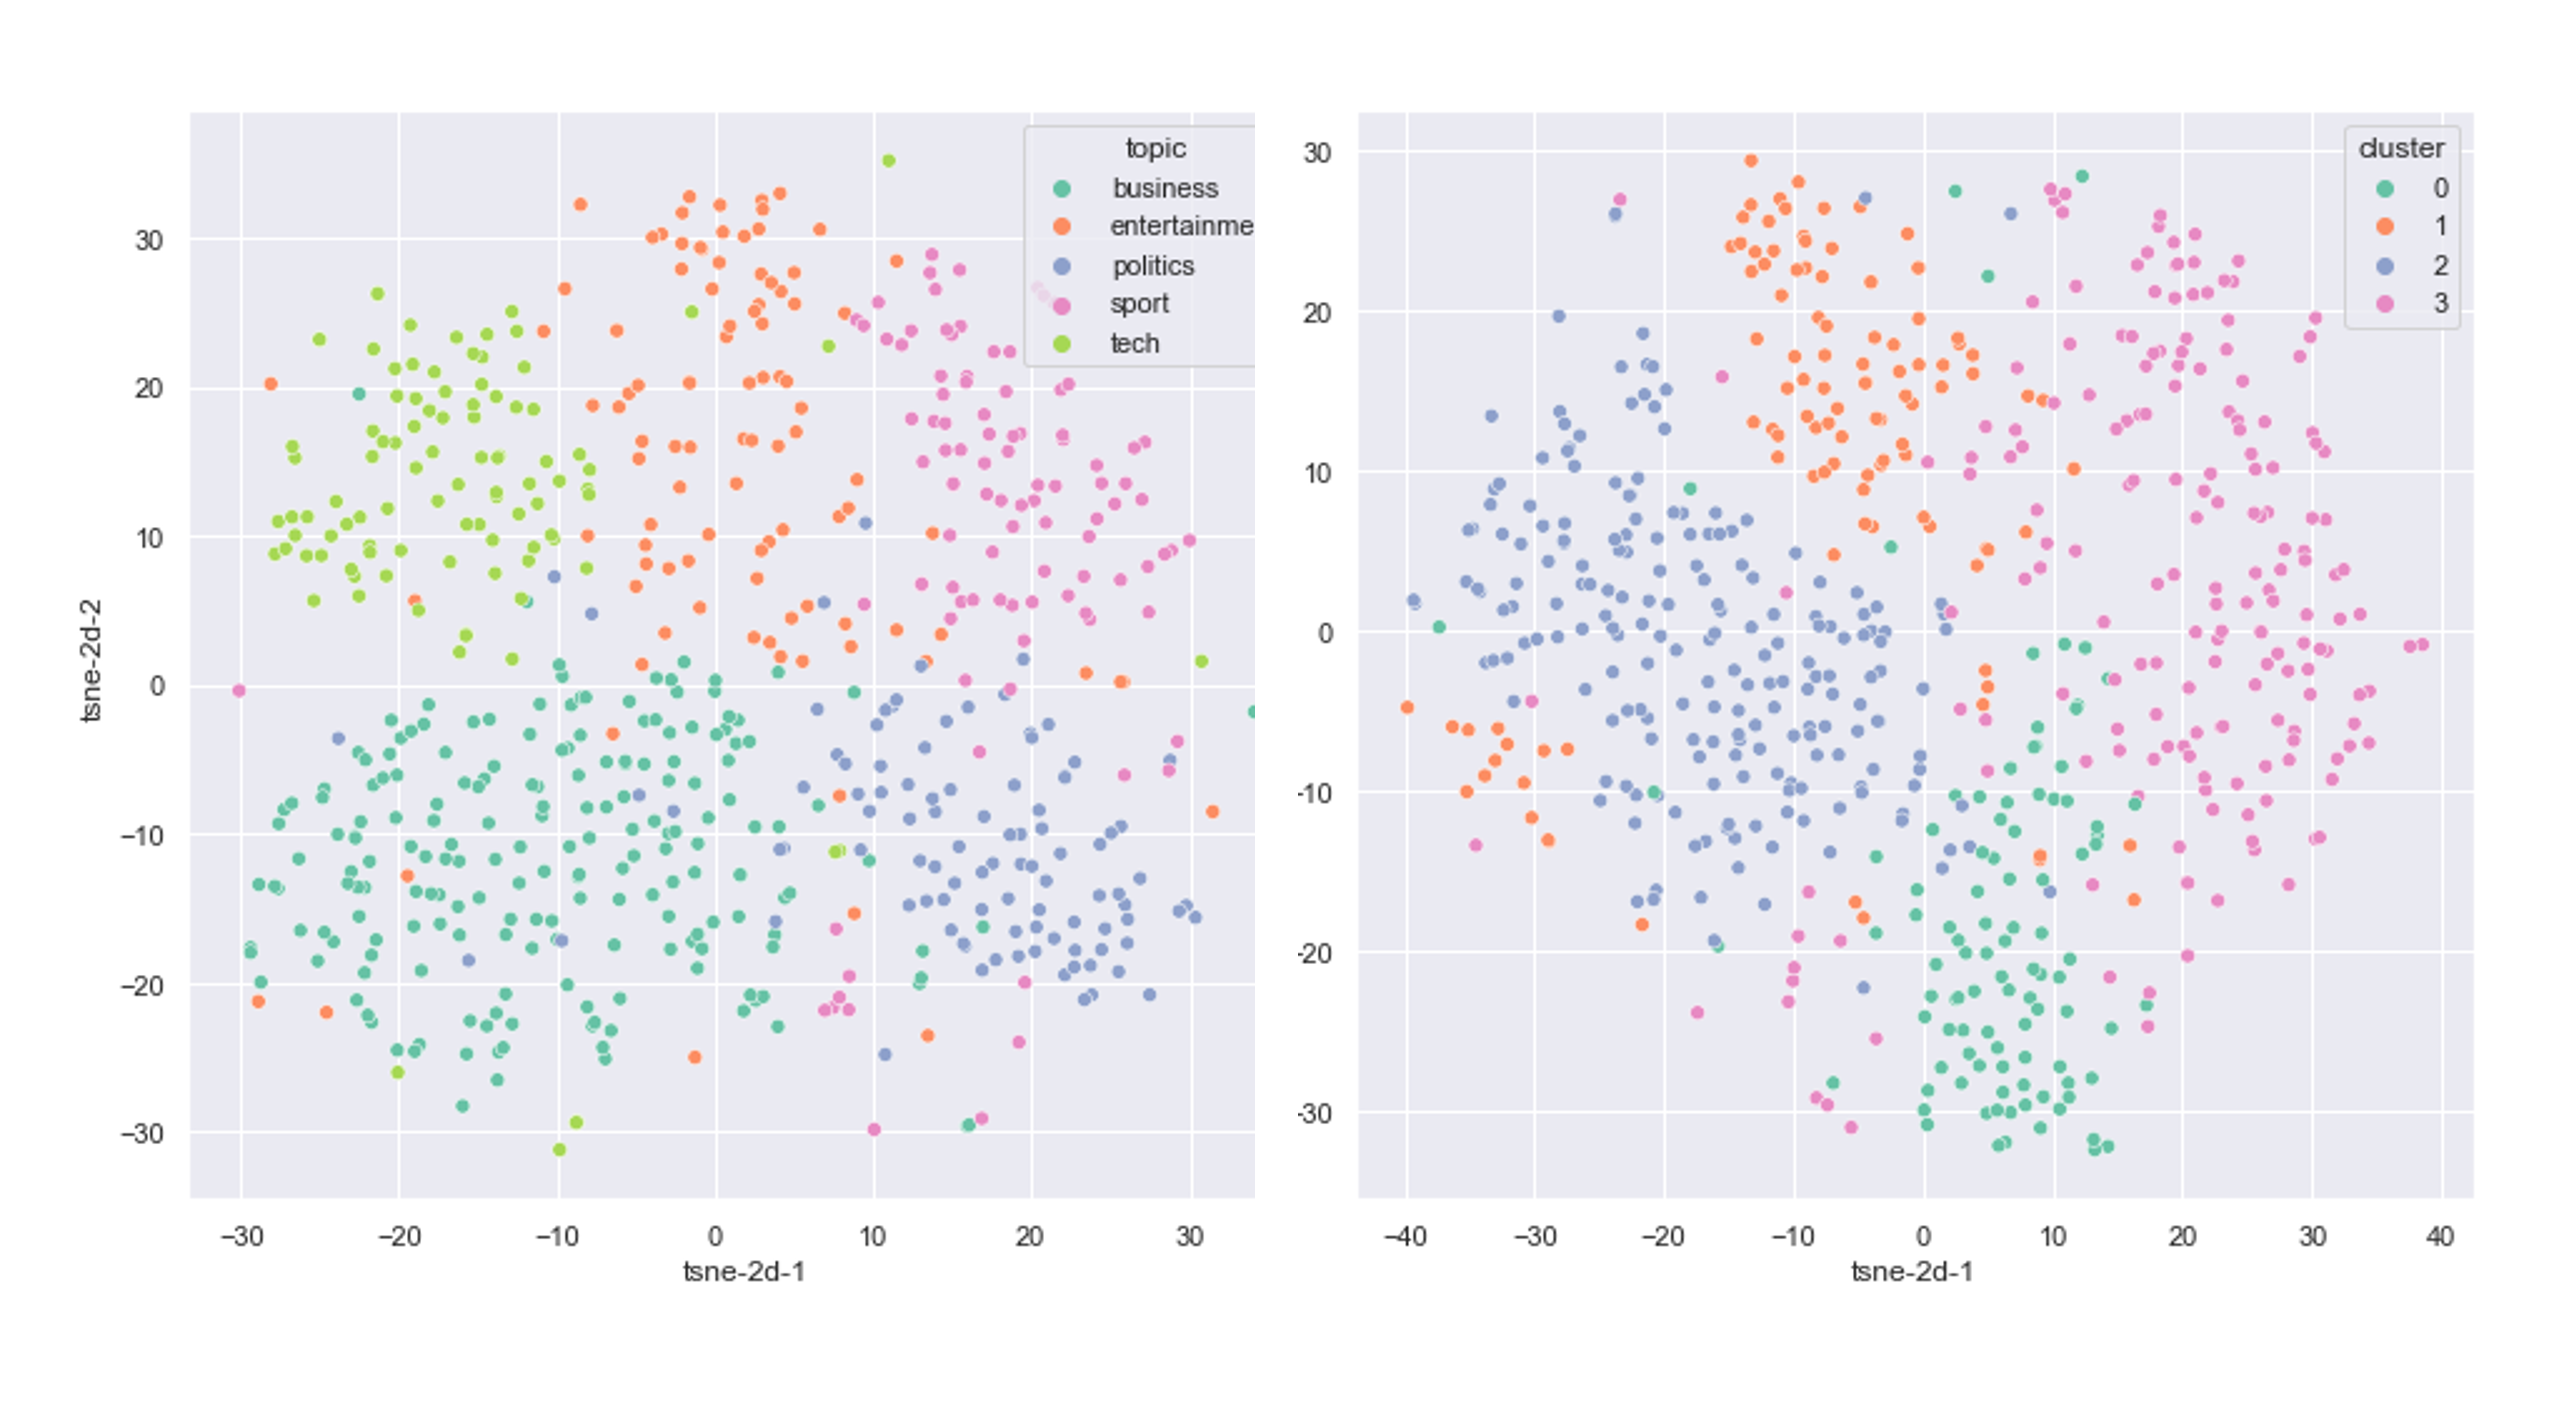 topic
business
entertainme
politics
sport
tech
30
20
10
0
−10
−20
−30
tsne-2d-2
−30 −20 −10 0 10 20 30
tsne-2d-1
cluster
0
1
2
3
30
20
10
0
-10
-20
-30
−40 −30 −20 −10 0 10 20 30 40
tsne-2d-1